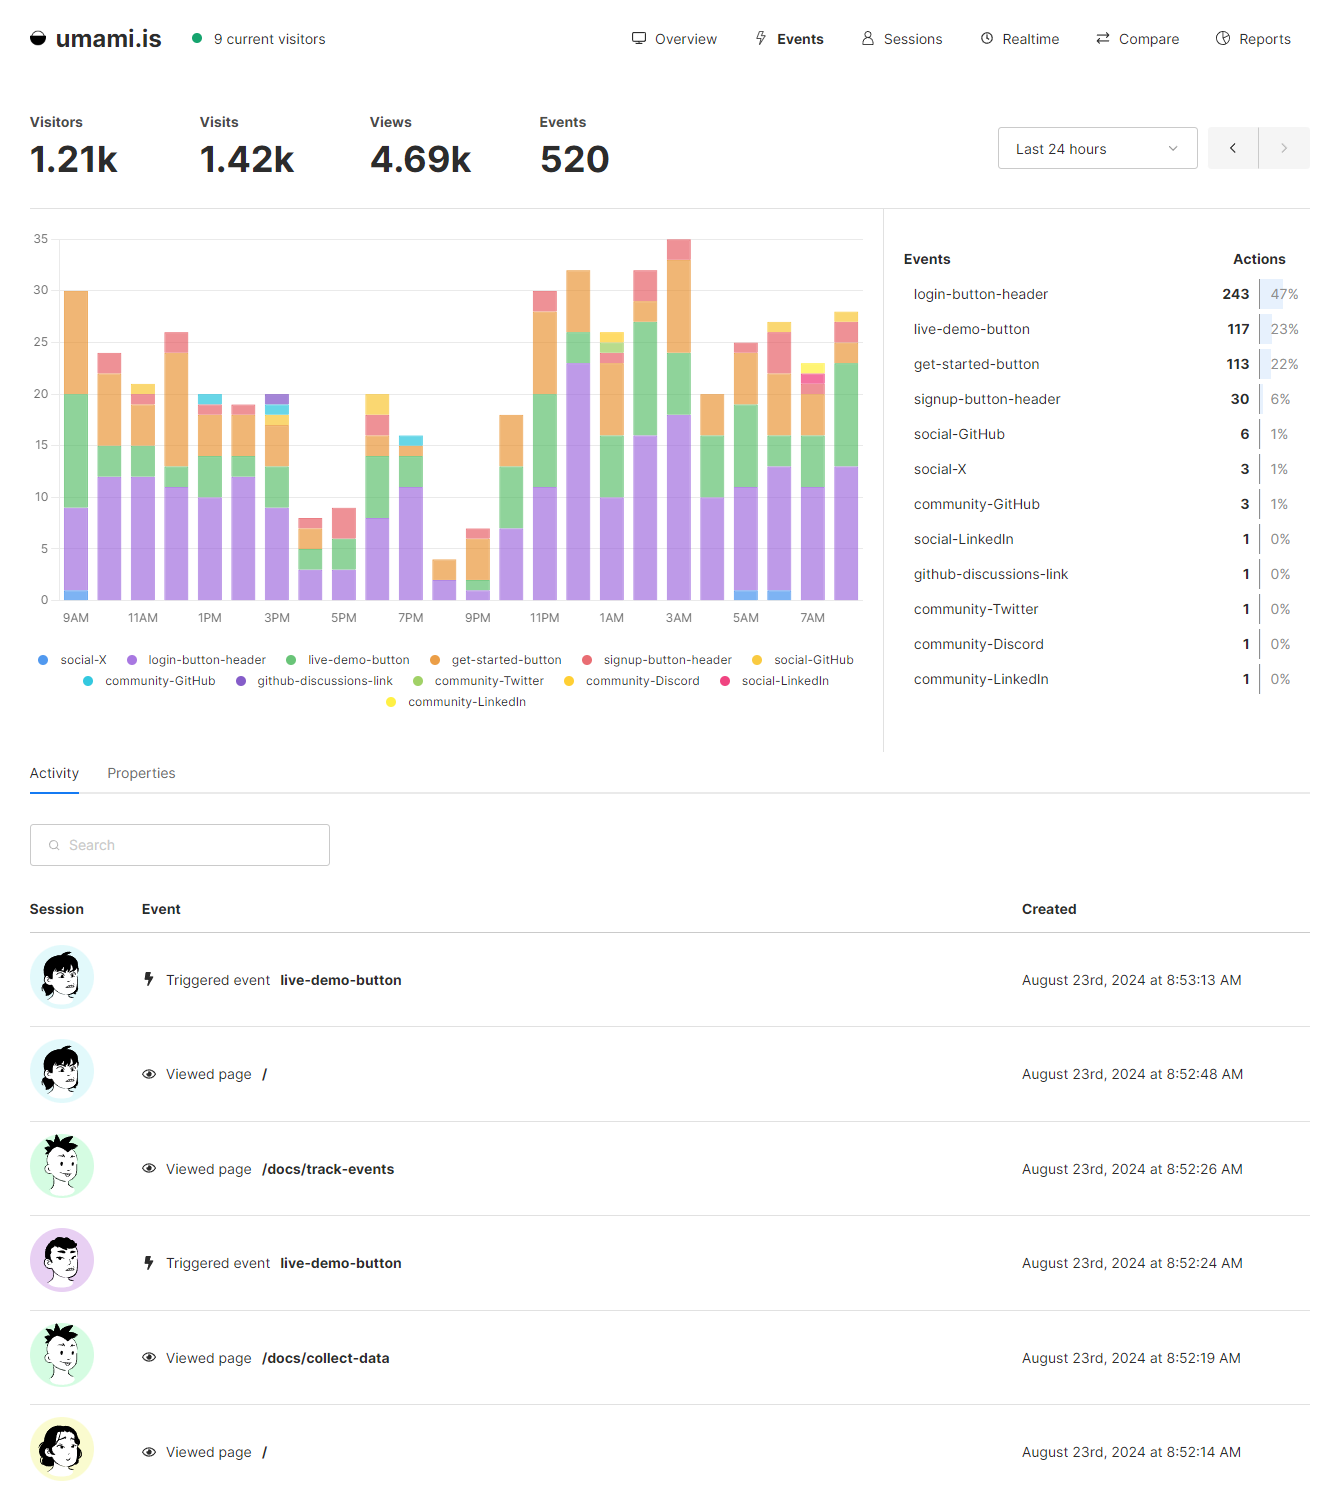 umami.is
9 current visitors
Overview
Events
Sessions
Realtime
Compare
Reports
Visitors
1.21k
Visits
1.42k
Views
4.69k
Events
520
Last 24 hours
35
30
25
20
15
10
5
0
9AM 11AM 1PM 3PM 5PM 7PM 9PM 11PM 1AM 3AM 5AM 7AM
social-X login-button-header live-demo-button get-started-button signup-button-header social-GitHub
community-GitHub github-discussions-link community-Twitter community-Discord social-LinkedIn
community-LinkedIn
Events Actions
login-button-header 243 47%
live-demo-button 117 23%
get-started-button 113 22%
signup-button-header 30 6%
social-GitHub 6 1%
social-X 3 1%
community-GitHub 3 1%
social-LinkedIn 1 0%
github-discussions-link 1 0%
community-Twitter 1 0%
community-Discord 1 0%
community-LinkedIn 1 0%
Activity Properties
Search
Session Event Created
Triggered event live-demo-button August 23rd, 2024 at 8:53:13 AM
Viewed page / August 23rd, 2024 at 8:52:48 AM
Viewed page /docs/track-events August 23rd, 2024 at 8:52:26 AM
Triggered event live-demo-button August 23rd, 2024 at 8:52:24 AM
Viewed page /docs/collect-data August 23rd, 2024 at 8:52:19 AM
Viewed page / August 23rd, 2024 at 8:52:14 AM